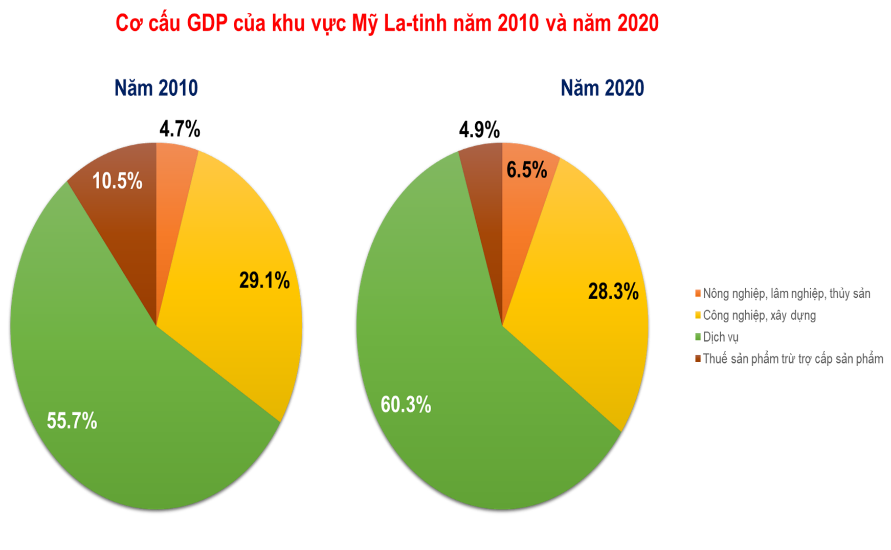 Cơ cấu GDP của khu vực Mỹ La-tinh năm 2010 và năm 2020
Năm 2010
Năm 2020
4.7%
10.5%
29.1%
55.7%
4.9%
6.5%
28.3%
60.3%
Nông nghiệp, lâm nghiệp, thủy sản
Công nghiệp, xây dựng
Dịch vụ
Thuế sản phẩm trừ trợ cấp sản phẩm